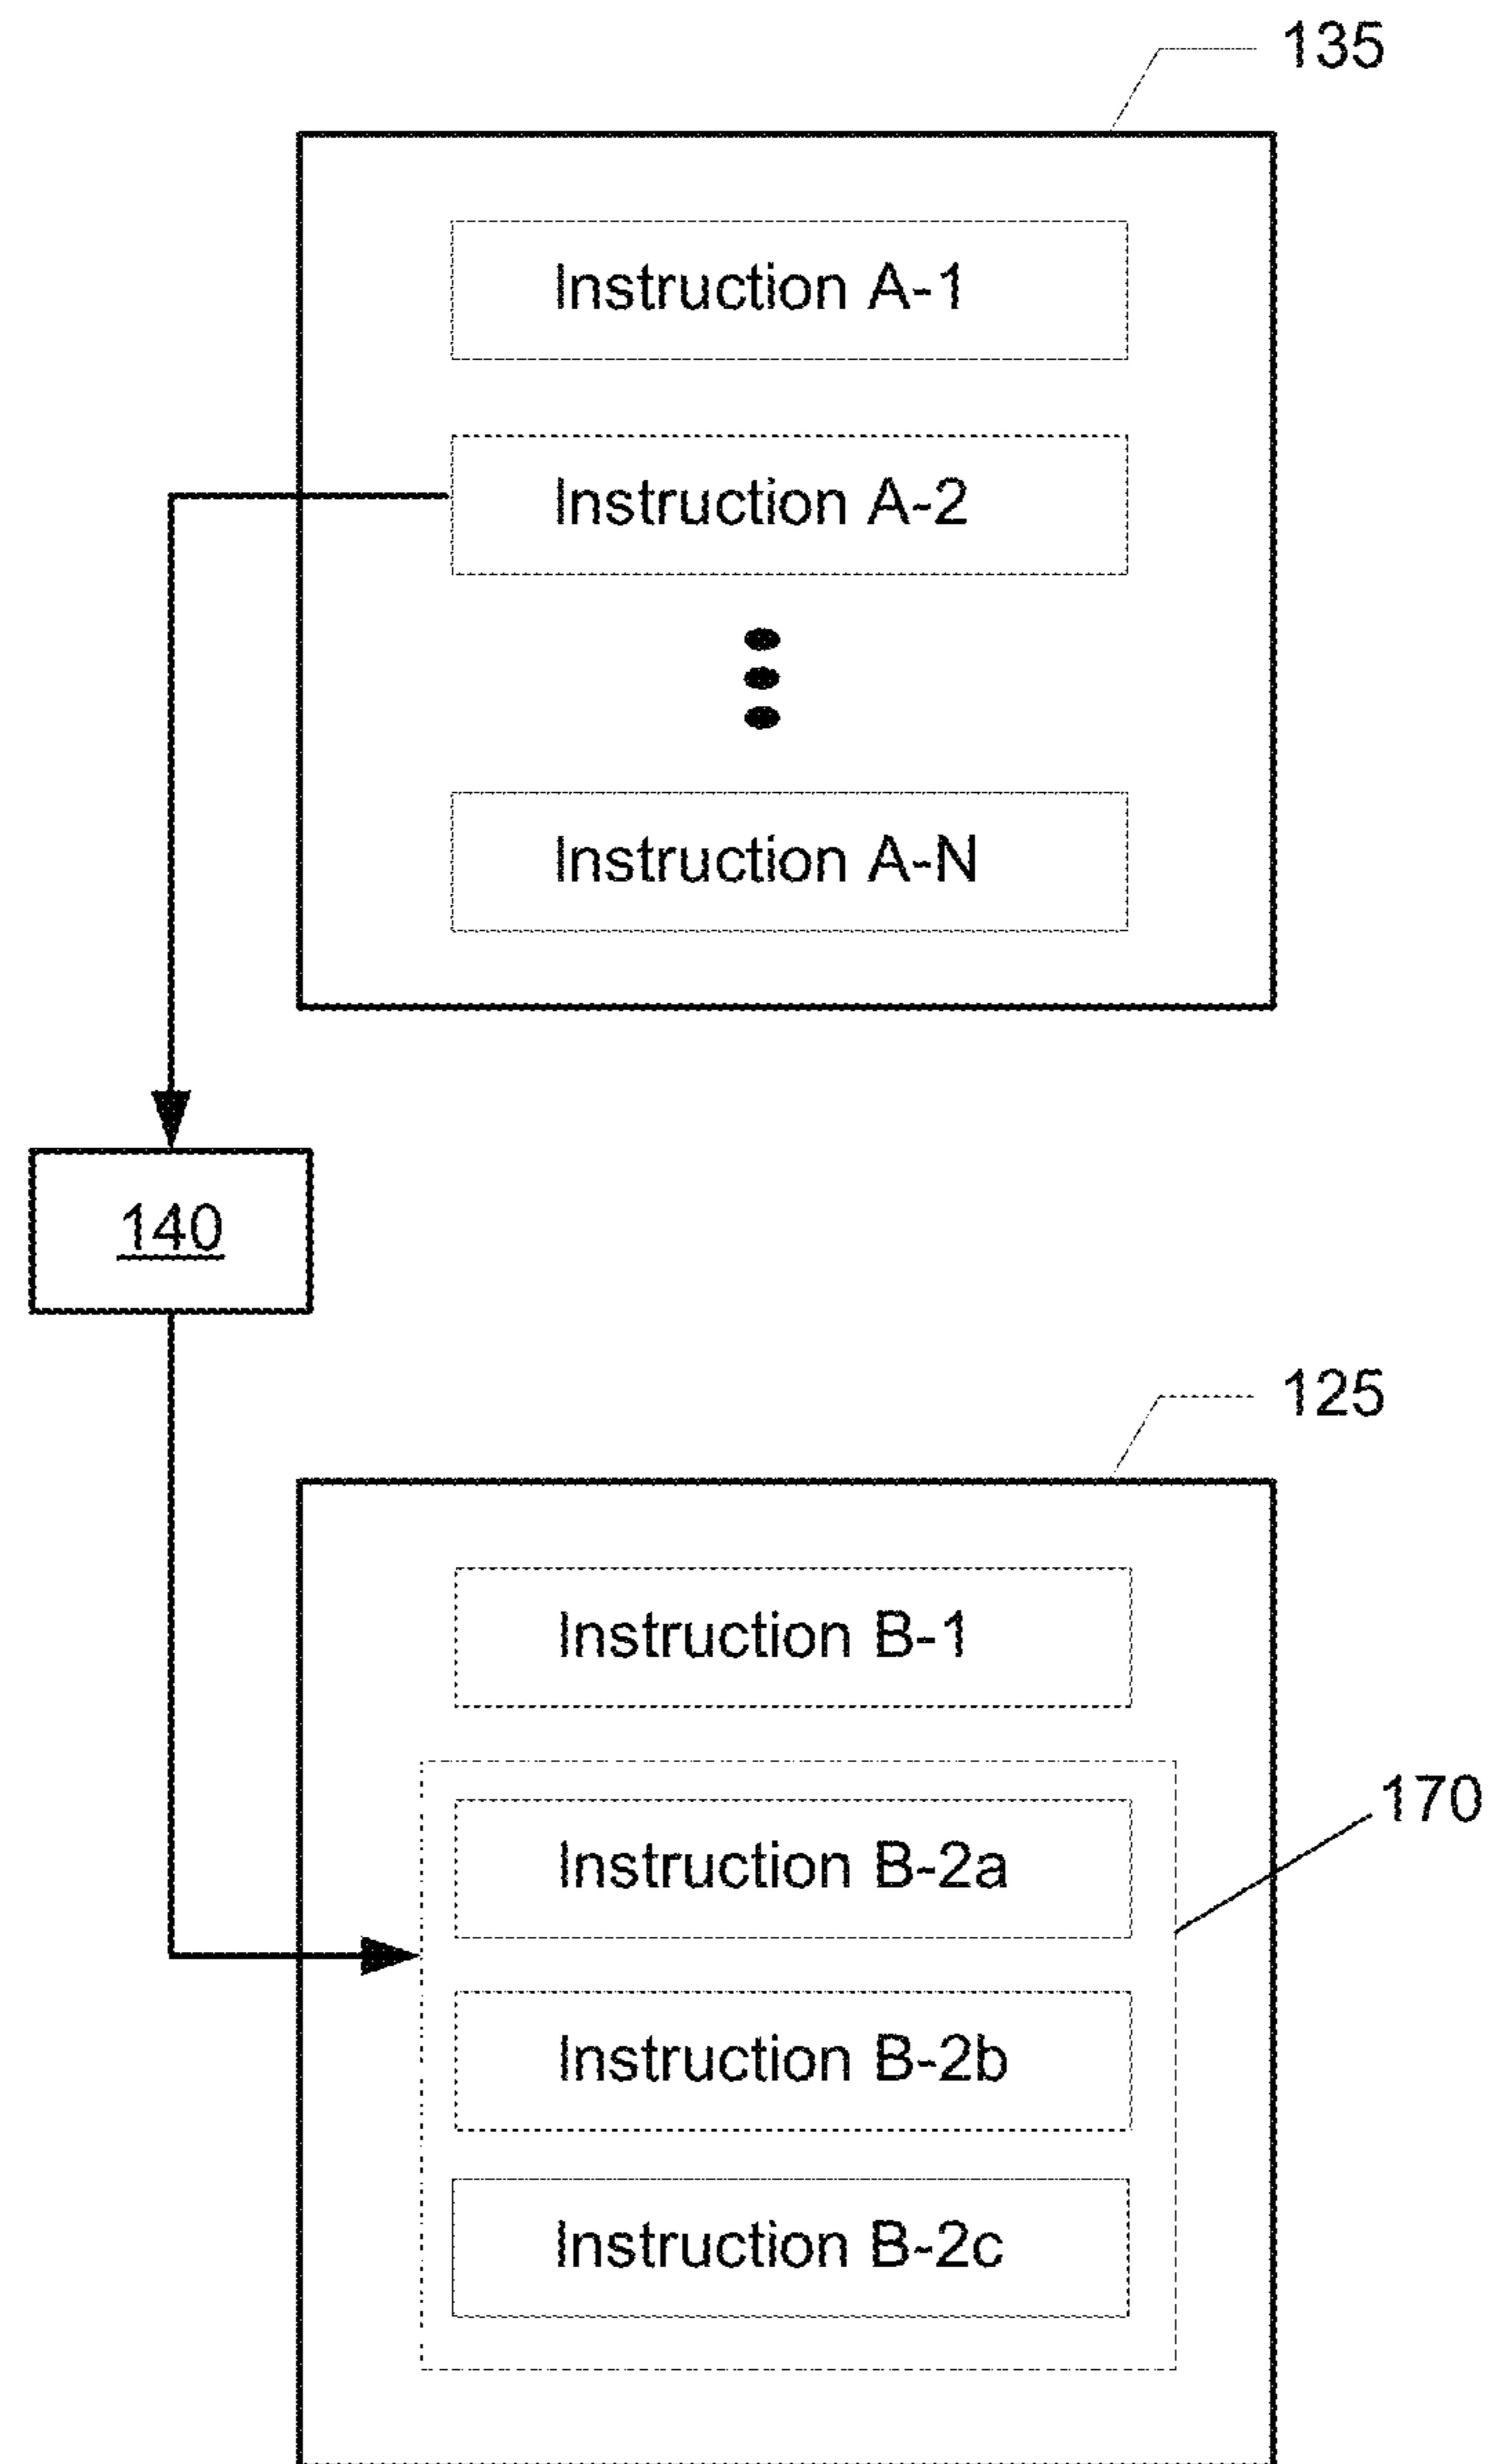 135
Instruction A-1
Instruction A-2
Instruction A-N
140
125
Instruction B-1
170
Instruction B-2a
Instruction B-2b
Instruction B-2c